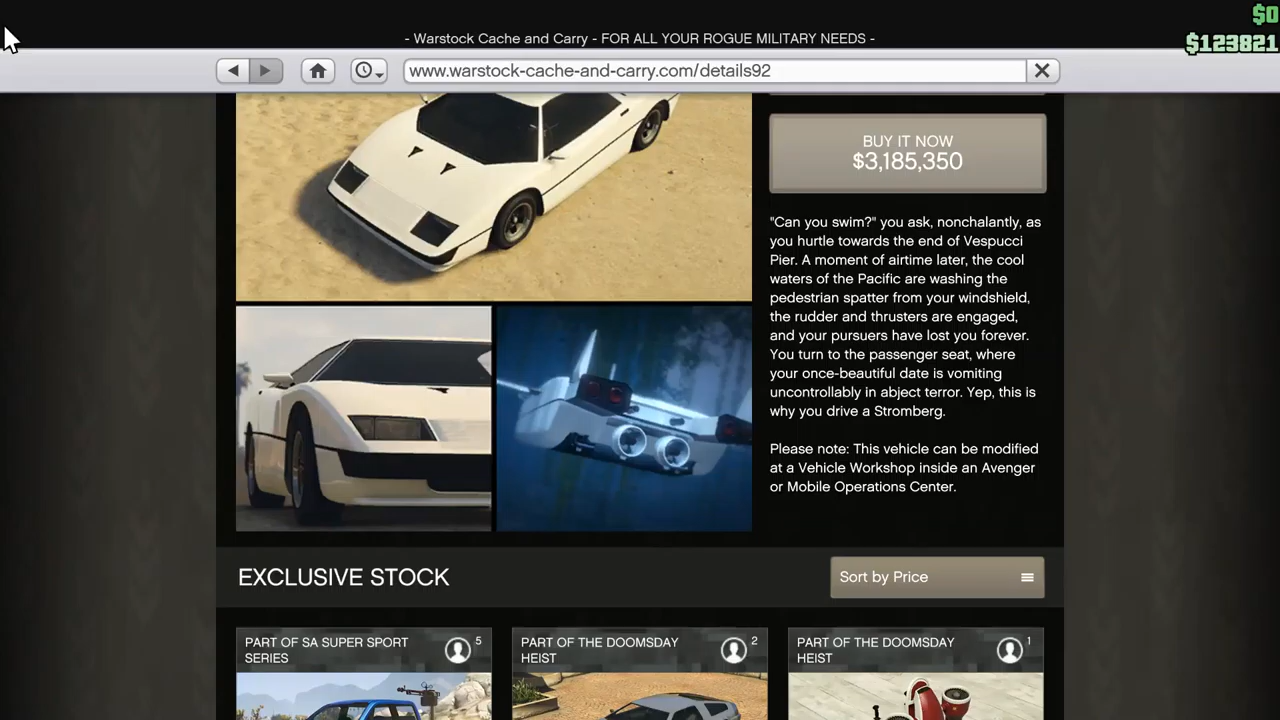 $0
- Warstock Cache and Carry - FOR ALL YOUR ROGUE MILITARY NEEDS -
$123821
www.warstock-cache-and-carry.com/details92
BUY IT NOW
$3,185,350
"Can you swim?" you ask, nonchalantly, as
you hurtle towards the end of Vespucci
Pier. A moment of airtime later, the cool
waters of the Pacific are washing the
pedestrian spatter from your windshield,
the rudder and thrusters are engaged,
and your pursuers have lost you forever.
You turn to the passenger seat, where
your once-beautiful date is vomiting
uncontrollably in abject terror. Yep, this is
why you drive a Stromberg.
Please note: This vehicle can be modified
at a Vehicle Workshop inside an Avenger
or Mobile Operations Center.
EXCLUSIVE STOCK
Sort by Price
PART OF SA SUPER SPORT
SERIES
5
PART OF THE DOOMSDAY
HEIST
2
PART OF THE DOOMSDAY
HEIST
1